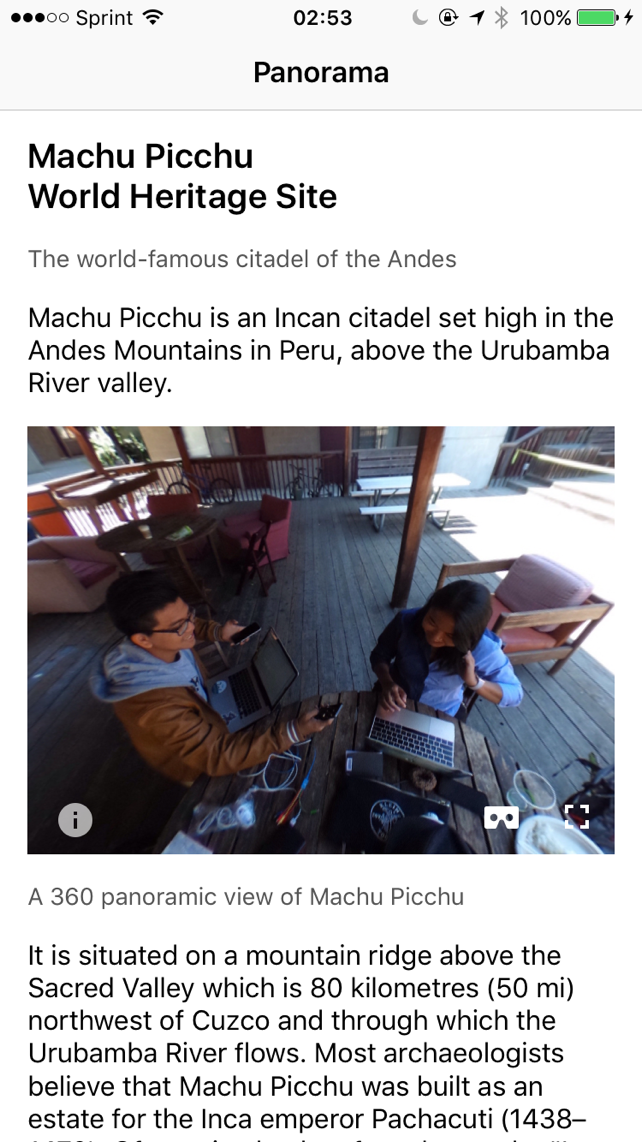 Sprint 02:53 100%
Panorama
Machu Picchu
World Heritage Site
The world-famous citadel of the Andes
Machu Picchu is an Incan citadel set high in the
Andes Mountains in Peru, above the Urubamba
River valley.
A 360 panoramic view of Machu Picchu
It is situated on a mountain ridge above the
Sacred Valley which is 80 kilometres (50 mi)
northwest of Cuzco and through which the
Urubamba River flows. Most archaeologists
believe that Machu Picchu was built as an
estate for the Inca emperor Pachacuti (1438–